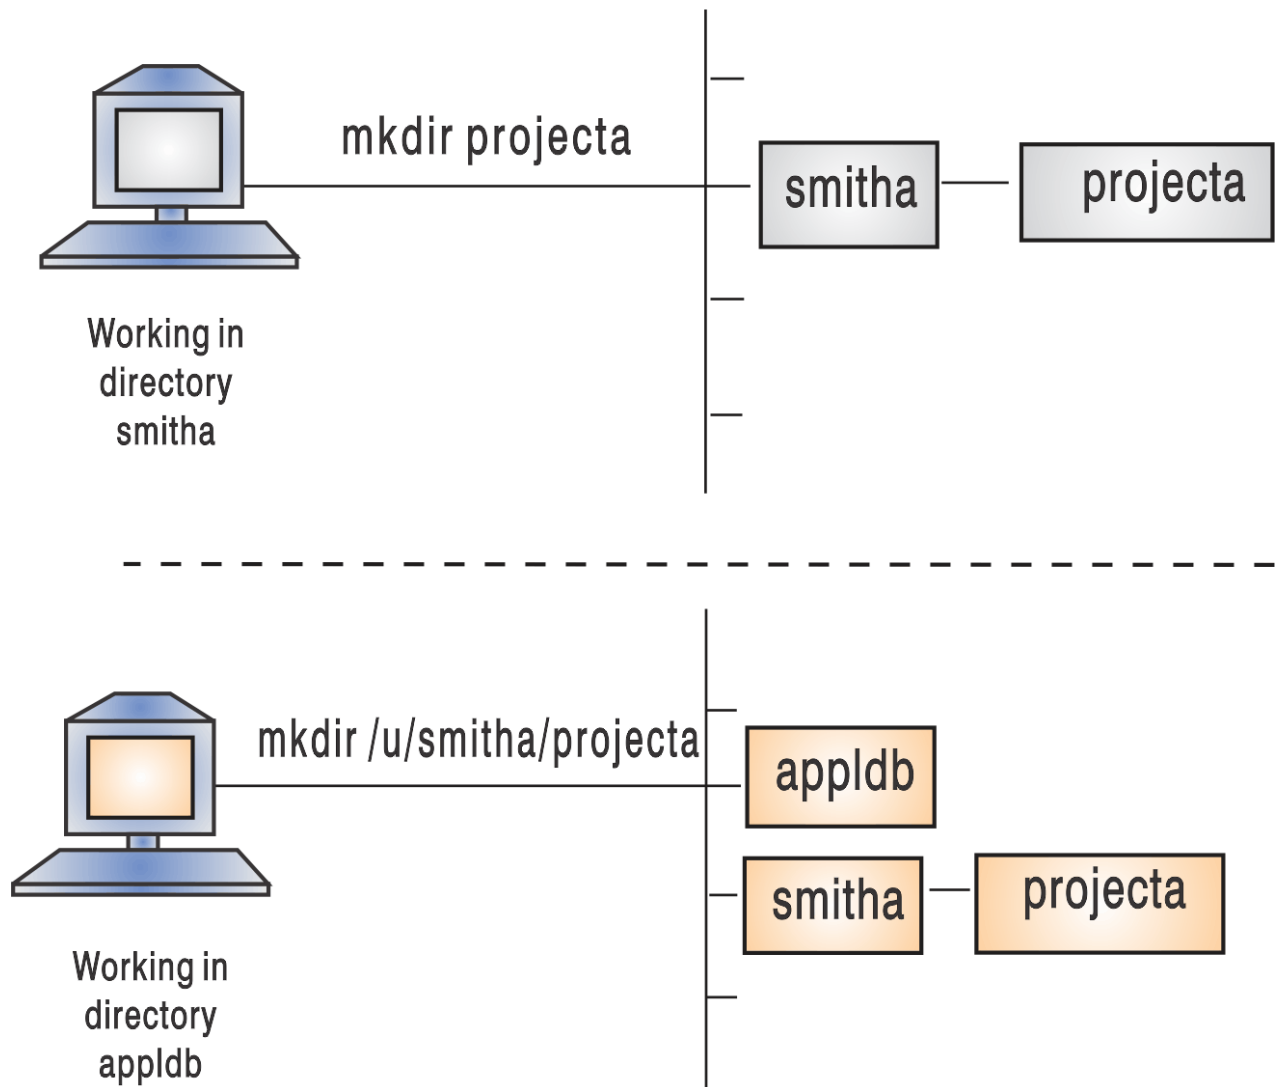 mkdir projecta
smitha
projecta
Working in
directory
smitha
mkdir /u/smitha/projecta
appldb
smitha
projecta
Working in
directory
appldb